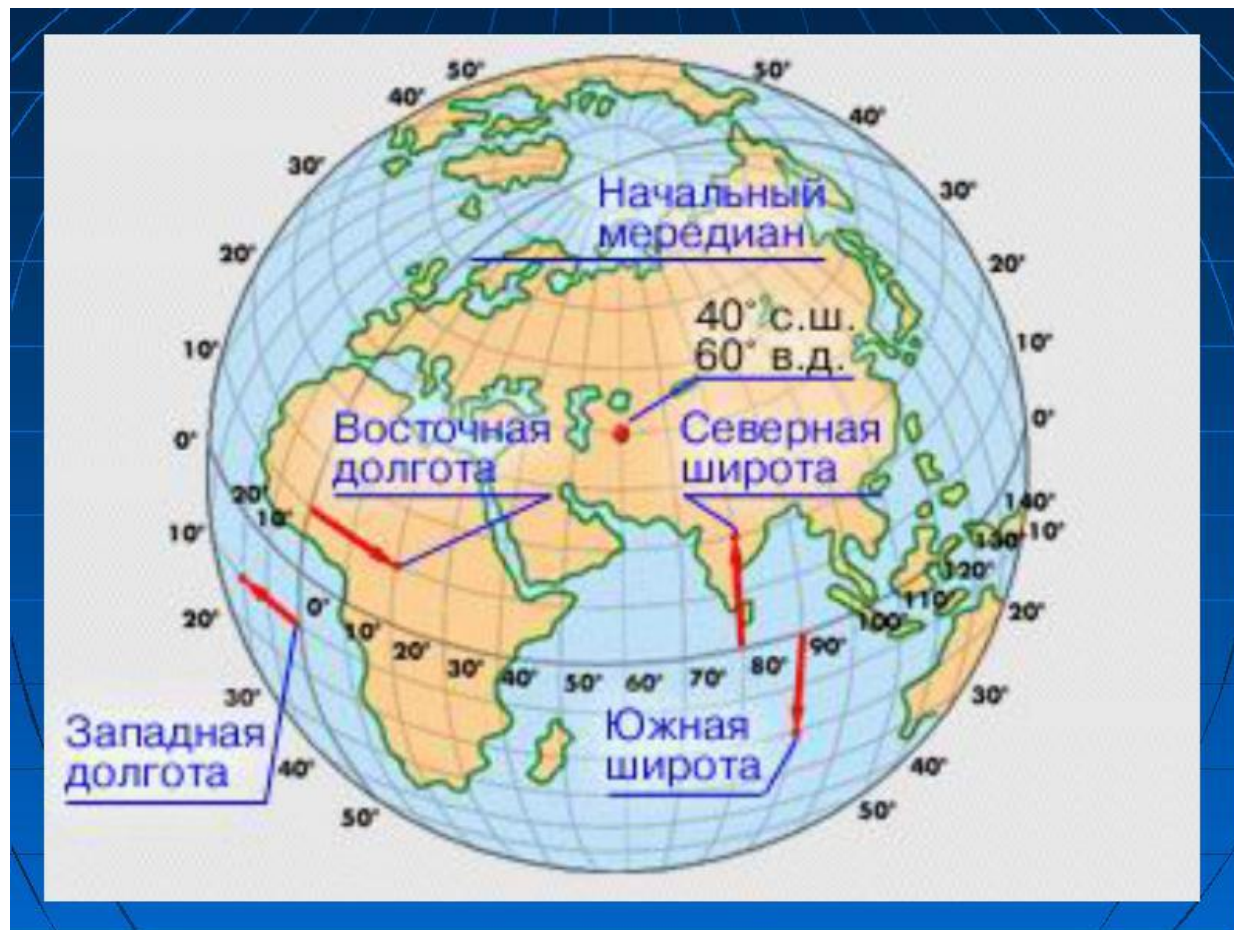 50° 50°
40° 40°
30° 30°
Начальный
мередиан
20° 20°
40° с.ш.
60° в.д.
10° 10°
0° 0°
Восточная
долгота
Северная
широта
20° 140°
10° 10° 130° 10°
120°
20° 0° 110° 20°
10° 100°
20° 30° 40° 50° 60° 70° 80° 90°
30° 30°
Западная
долгота
Южная
широта
40° 40°
50° 50°